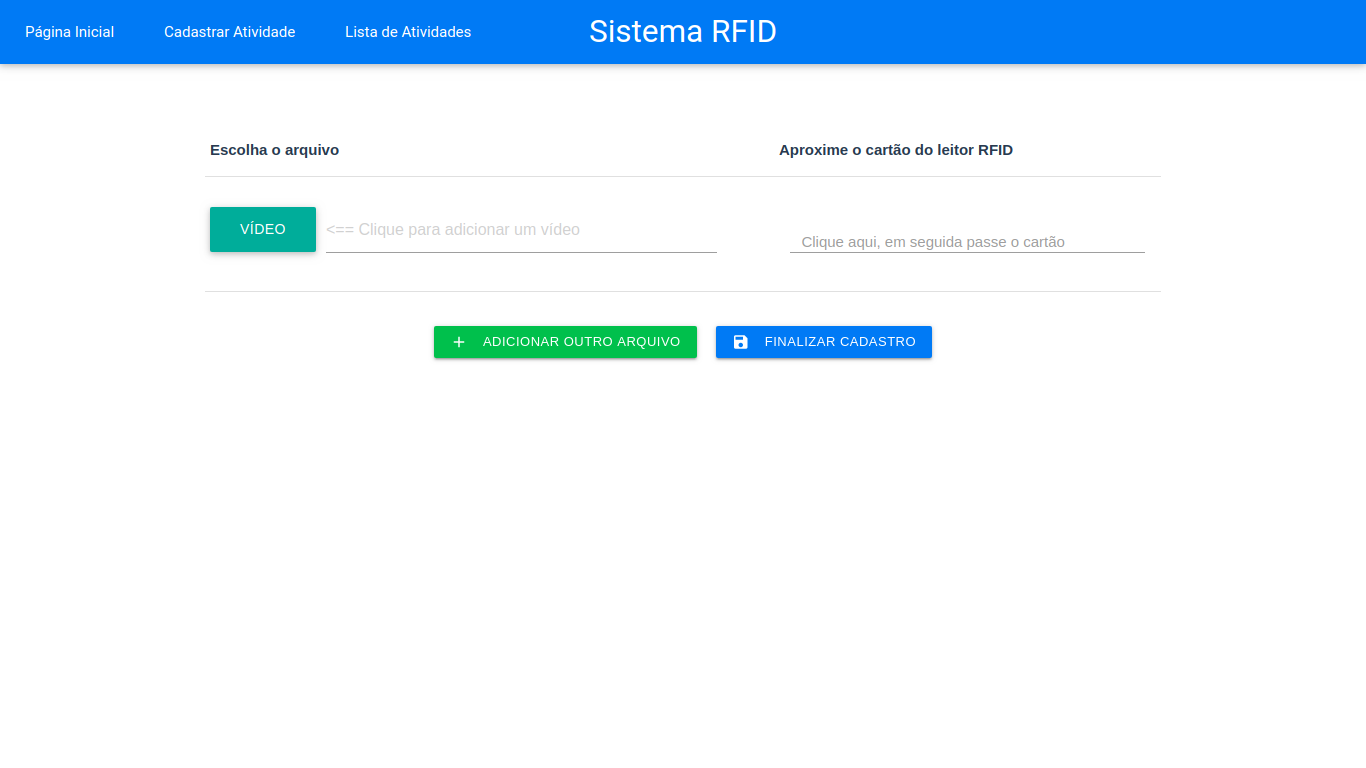 Página Inicial
Cadastrar Atividade
Lista de Atividades
Sistema RFID
Escolha o arquivo
Aproxime o cartão do leitor RFID
VÍDEO
<== Clique para adicionar um vídeo
Clique aqui, em seguida passe o cartão
ADICIONAR OUTRO ARQUIVO
FINALIZAR CADASTRO